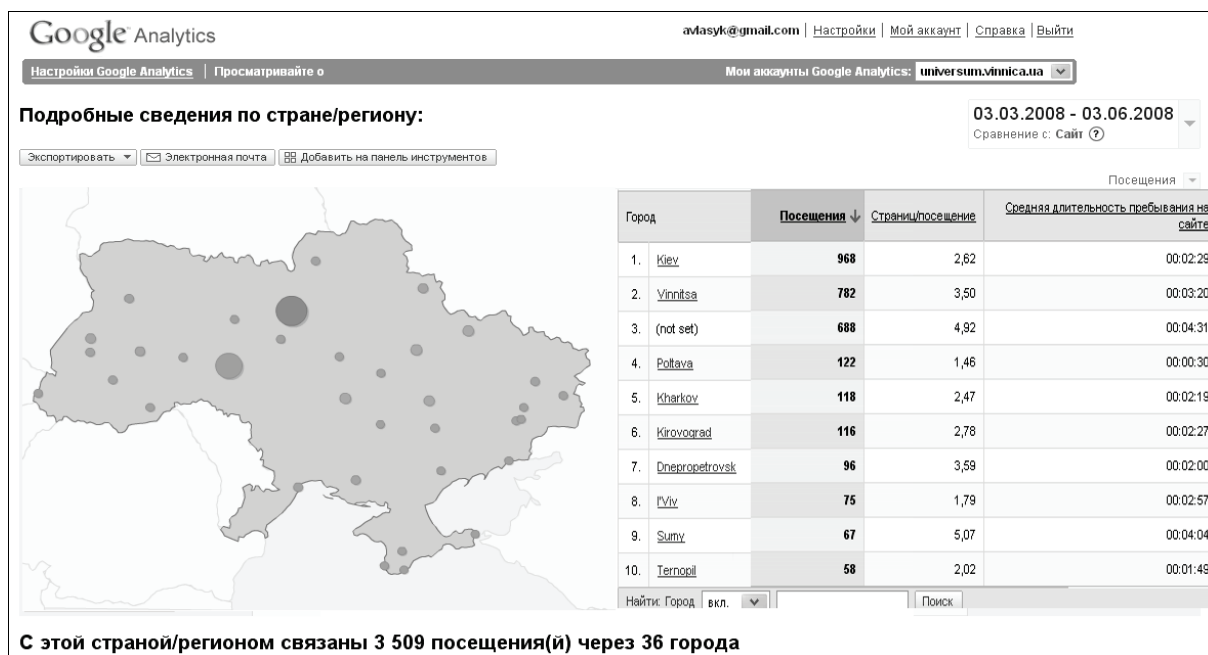 Google Analytics
avlasyk@gmail.com | Настройки | Мой аккаунт | Справка | Выйти
Настройки Google Analytics | Просматривайте о
Мои аккаунты Google Analytics: universum.vinnica.ua
Подробные сведения по стране/региону:
03.03.2008 - 03.06.2008
Сравнение с: Сайт ?
Экспортировать Электронная почта Добавить на панель инструментов
Посещения
Город Посещения ↓ Страниц/посещение Средняя длительность пребывания на
сайте
1. Kiev 968 2,62 00:02:29
2. Vinnitsa 782 3,50 00:03:20
3. (not set) 688 4,92 00:04:31
4. Poltava 122 1,46 00:00:30
5. Kharkov 118 2,47 00:02:19
6. Kirovograd 116 2,78 00:02:27
7. Dnepropetrovsk 96 3,59 00:02:00
8. l'Viv 75 1,79 00:02:57
9. Sumy 67 5,07 00:04:04
10. Ternopil 58 2,02 00:01:49
Найти: Город вкл. Поиск
С этой страной/регионом связаны 3 509 посещения(й) через 36 города